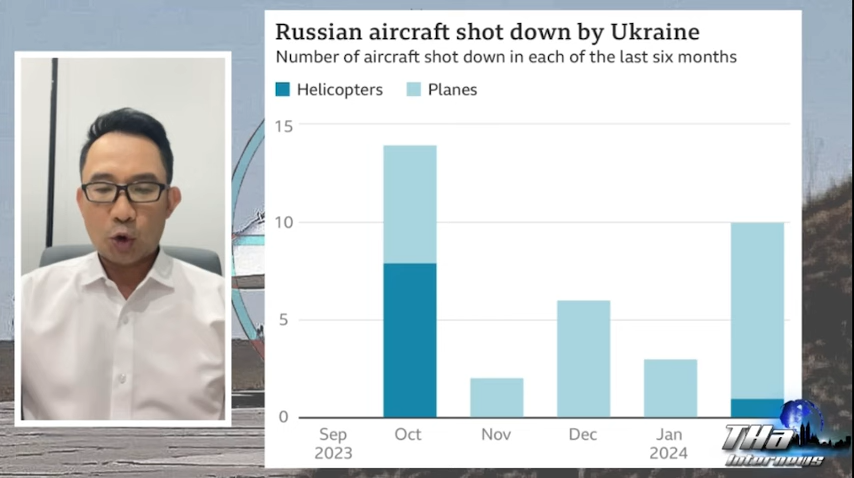 Russian aircraft shot down by Ukraine
Number of aircraft shot down in each of the last six months
Helicopters Planes
15
10
5
0
Sep Oct Nov Dec Jan
2023 2024
THa
Internews